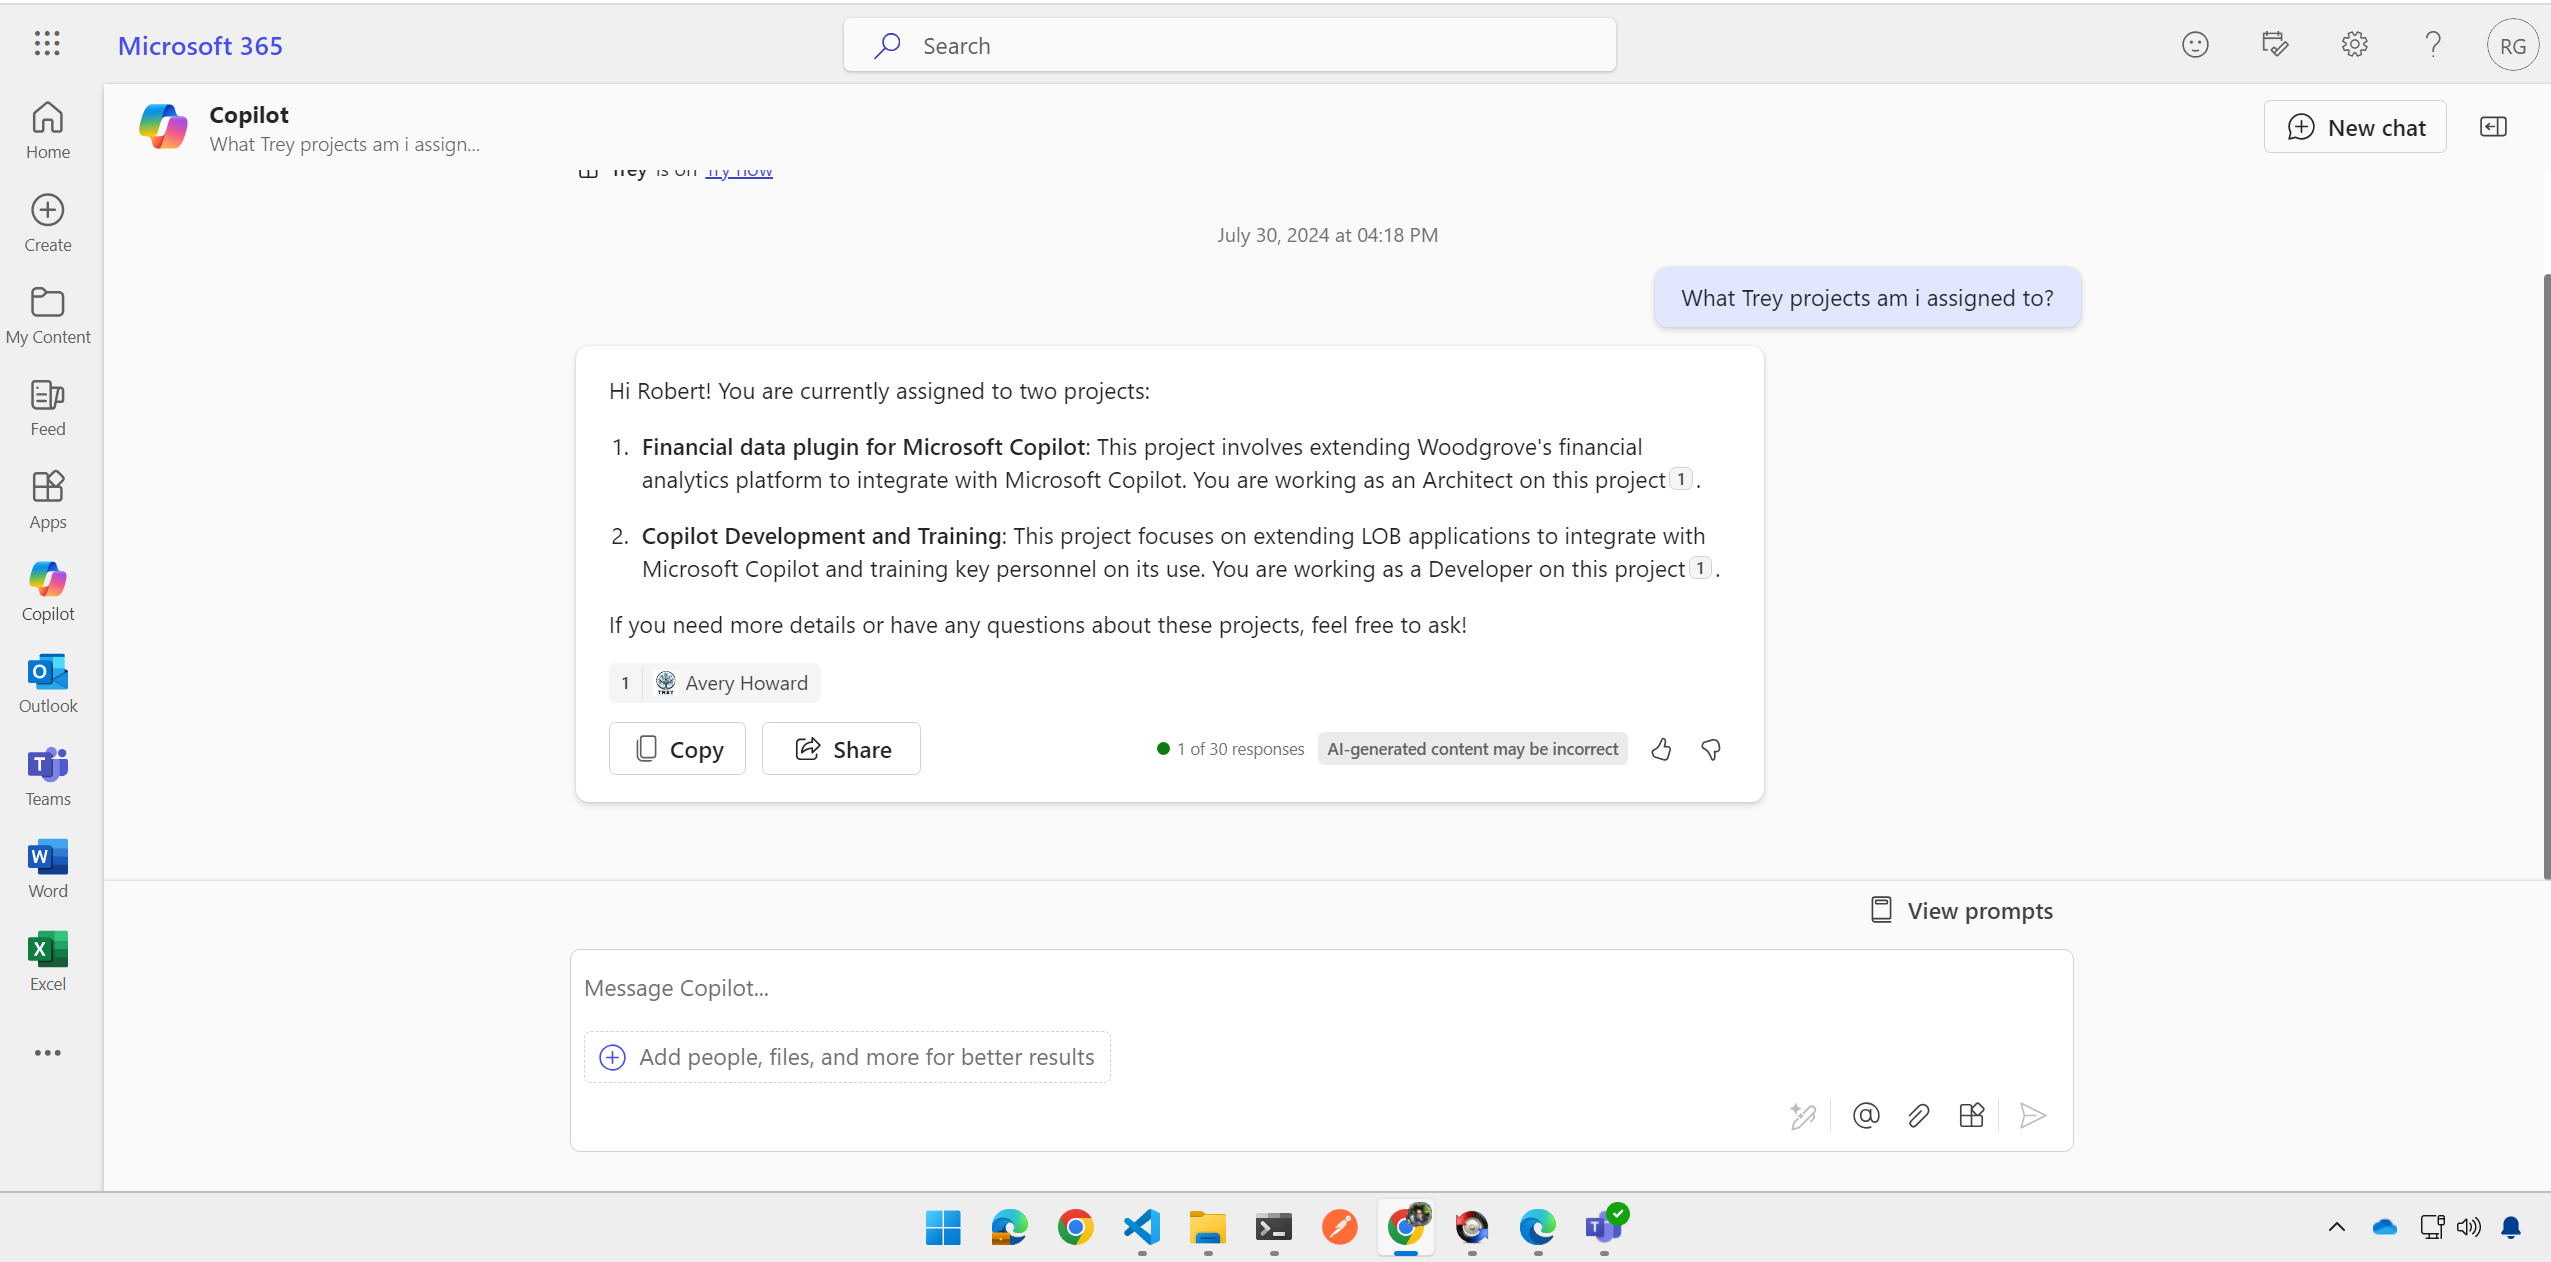 Microsoft 365
Search
RG
Home
Create
My Content
Feed
Apps
Copilot
Outlook
Teams
Word
Excel
Copilot
What Trey projects am i assign...
New chat
Trey is on Try now
July 30, 2024 at 04:18 PM
What Trey projects am i assigned to?
Hi Robert! You are currently assigned to two projects:
1. Financial data plugin for Microsoft Copilot: This project involves extending Woodgrove's financial
analytics platform to integrate with Microsoft Copilot. You are working as an Architect on this project 1 .
2. Copilot Development and Training: This project focuses on extending LOB applications to integrate with
Microsoft Copilot and training key personnel on its use. You are working as a Developer on this project 1 .
If you need more details or have any questions about these projects, feel free to ask!
1 TREY Avery Howard
Copy Share 1 of 30 responses AI-generated content may be incorrect
View prompts
Message Copilot...
Add people, files, and more for better results